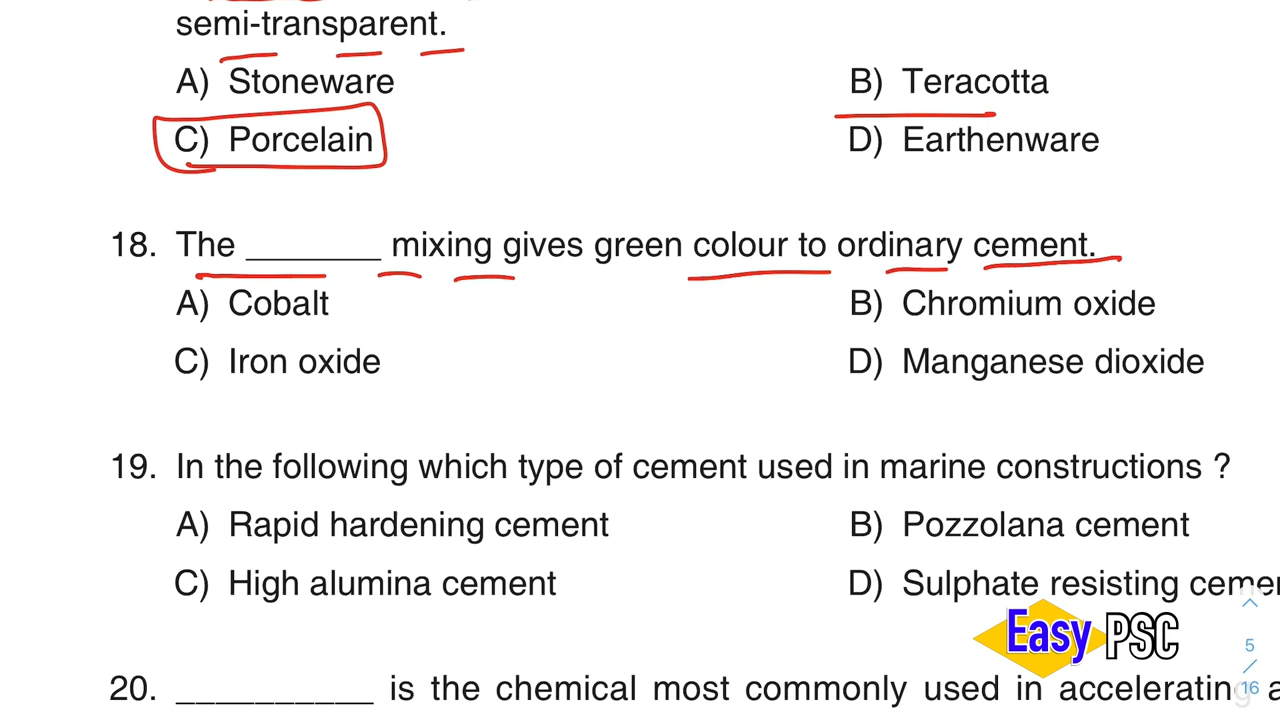 semi-transparent.
A) Stoneware B) Teracotta
C) Porcelain D) Earthenware
18. The _______ mixing gives green colour to ordinary cement.
A) Cobalt B) Chromium oxide
C) Iron oxide D) Manganese dioxide
19. In the following which type of cement used in marine constructions ?
A) Rapid hardening cement B) Pozzolana cement
C) High alumina cement D) Sulphate resisting cemen
Easy PSC
5
/
16
20. __________ is the chemical most commonly used in accelerating a